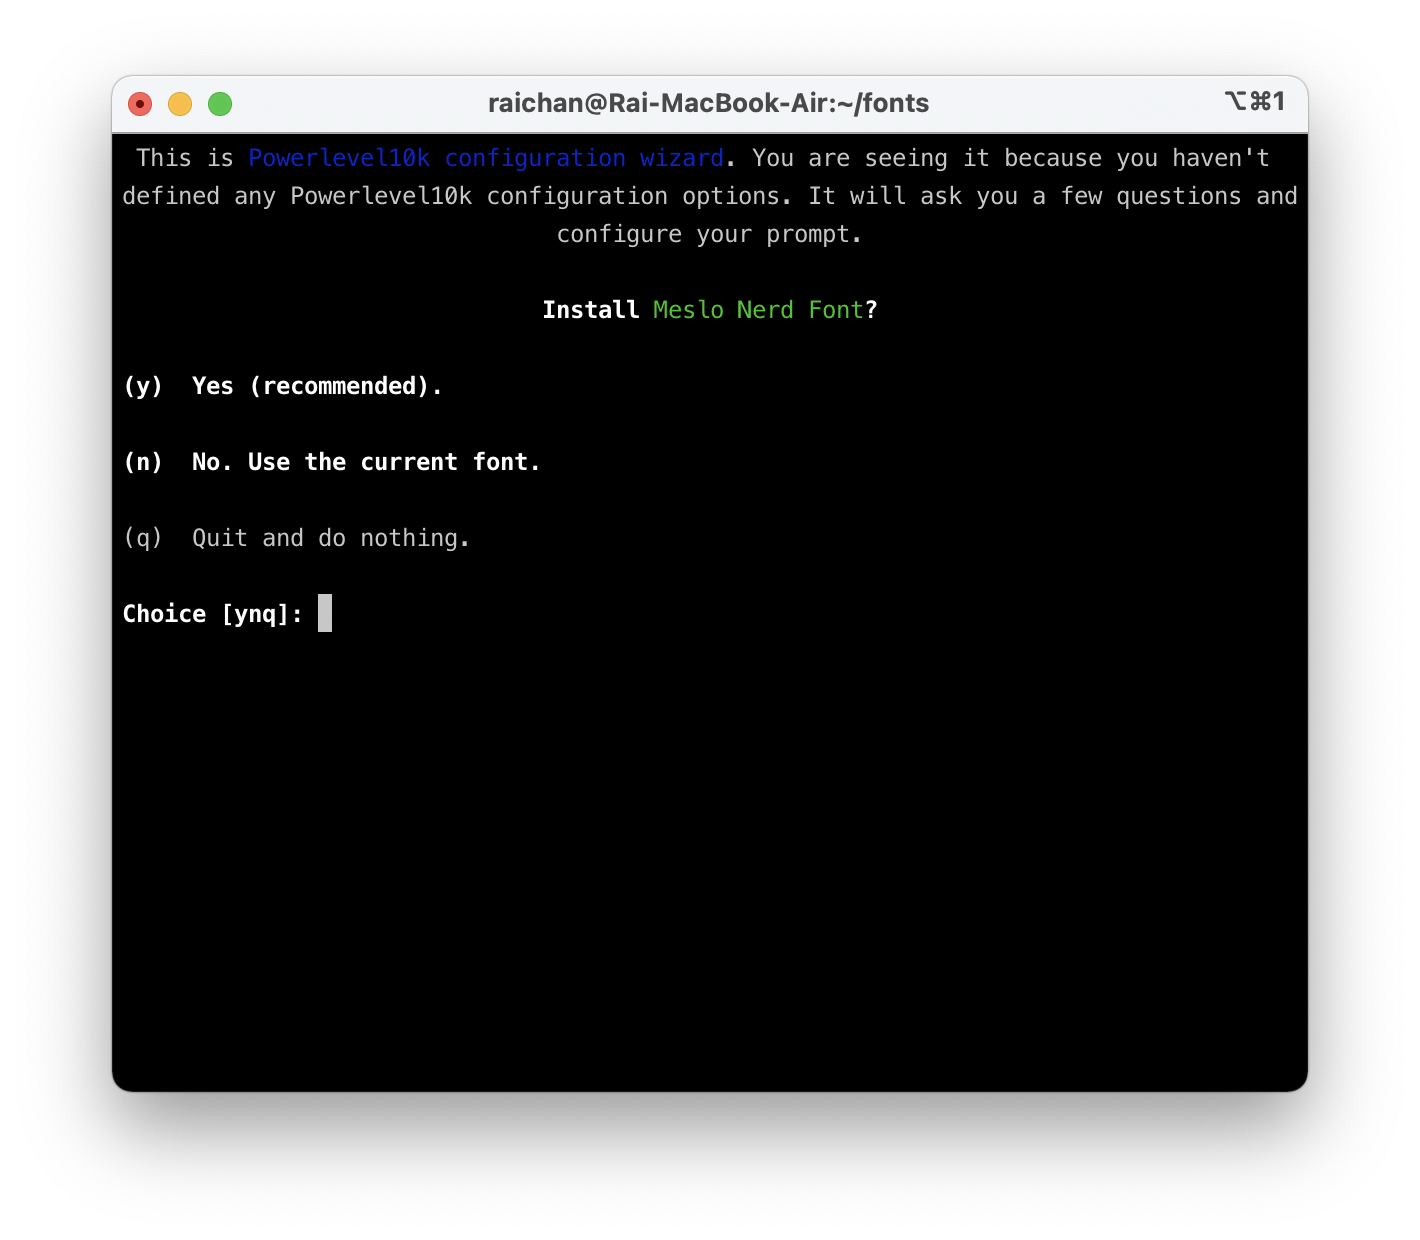 raichan@Rai-MacBook-Air:~/fonts
⌥⌘1
This is Powerlevel10k configuration wizard. You are seeing it because you haven't
defined any Powerlevel10k configuration options. It will ask you a few questions and
configure your prompt.
Install Meslo Nerd Font?
(y)  Yes (recommended).
(n)  No. Use the current font.
(q)  Quit and do nothing.
Choice [ynq]: